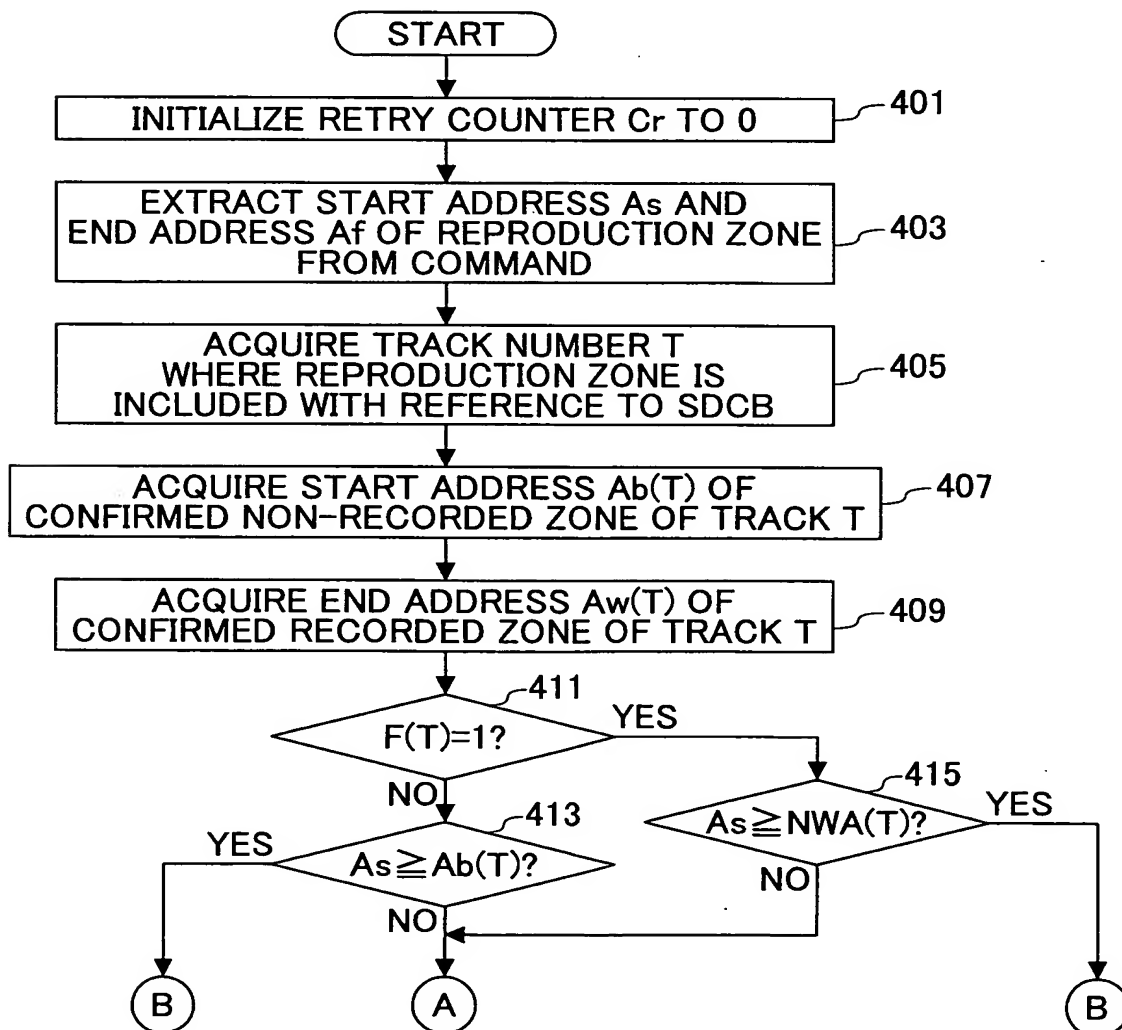 START
INITIALIZE RETRY COUNTER Cr TO 0
401
EXTRACT START ADDRESS As AND
END ADDRESS Af OF REPRODUCTION ZONE
FROM COMMAND
403
ACQUIRE TRACK NUMBER T
WHERE REPRODUCTION ZONE IS
INCLUDED WITH REFERENCE TO SDCB
405
ACQUIRE START ADDRESS Ab(T) OF
CONFIRMED NON-RECORDED ZONE OF TRACK T
407
ACQUIRE END ADDRESS Aw(T) OF
CONFIRMED RECORDED ZONE OF TRACK T
409
411
F(T)=1?
YES
NO
415
As≧NWA(T)?
YES
NO
413
YES
As≧Ab(T)?
NO
B
A
B